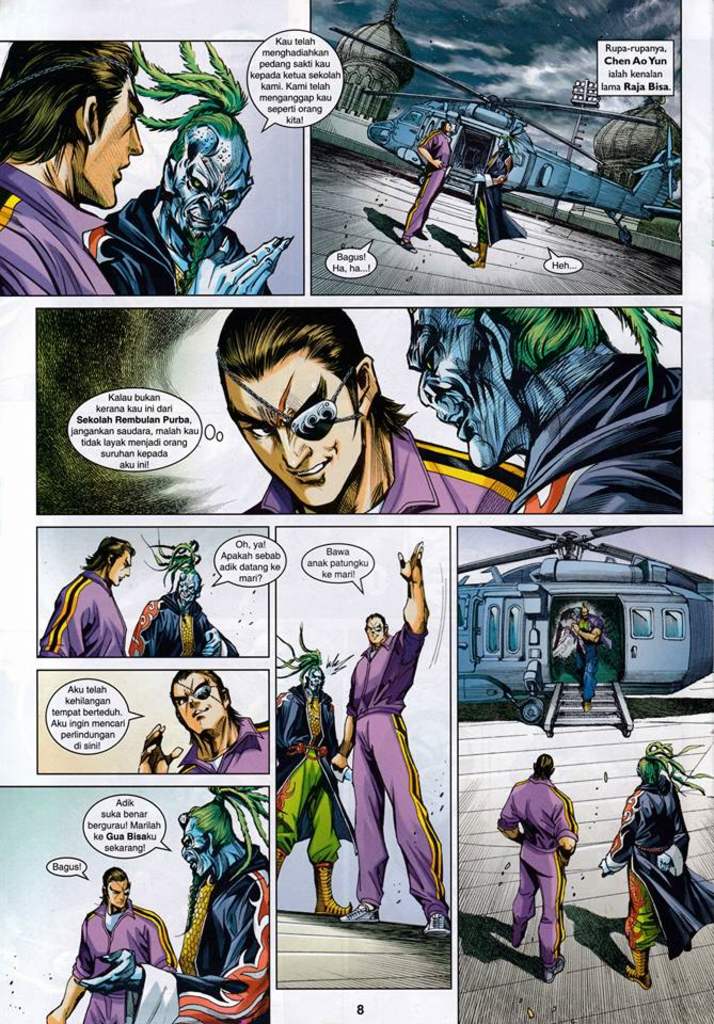 Kau telah
menghadiahkan
pedang sakti kau
kepada ketua sekolah
kami. Kami telah
menganggap kau
seperti orang
kita!
Rupa-rupanya,
Chen Ao Yun
ialah kenalan
lama Raja Bisa.
Bagus!
Ha, ha...!
Heh...
Kalau bukan
kerana kau ini dari
Sekolah Rembulan Purba,
jangankan saudara, malah kau
tidak layak menjadi orang
suruhan kepada
aku ini!
Oh, ya!
Apakah sebab
adik datang ke
mari?
Aku telah
kehilangan
tempat berteduh.
Aku ingin mencari
perlindungan
di sini!
Adik
suka benar
bergurau! Marilah
ke Gua Bisaku
sekarang!
Bagus!
Bawa
anak patungku
ke mari!
8